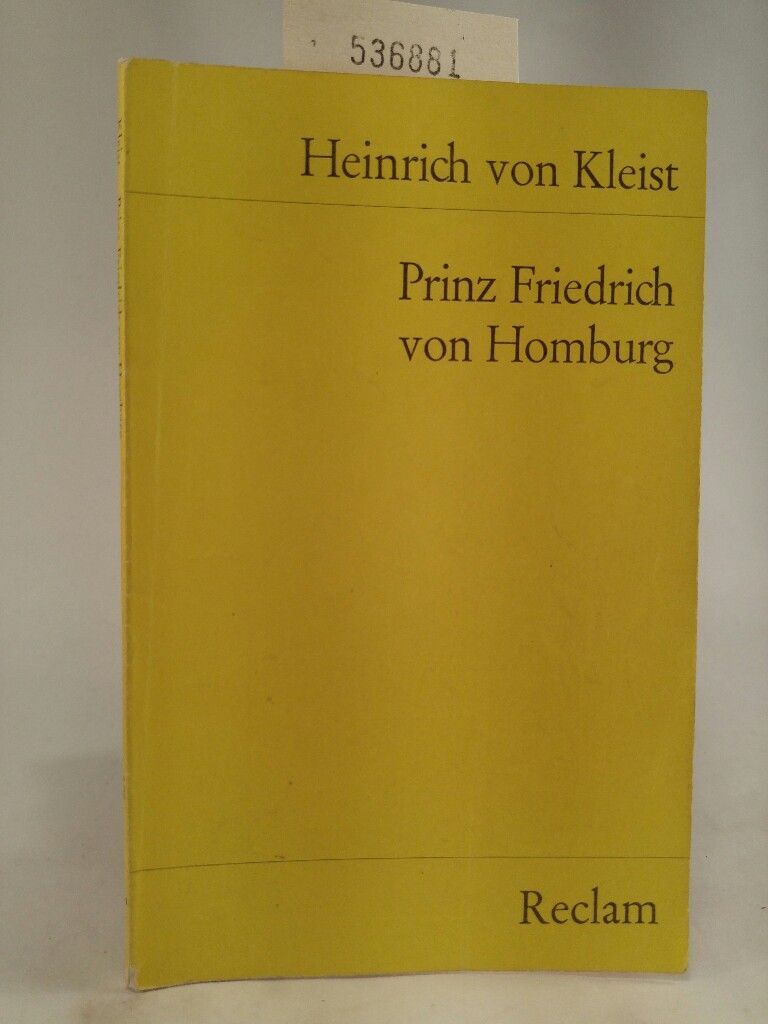 536881
Heinrich von Kleist
Prinz Friedrich
von Homburg
Reclam